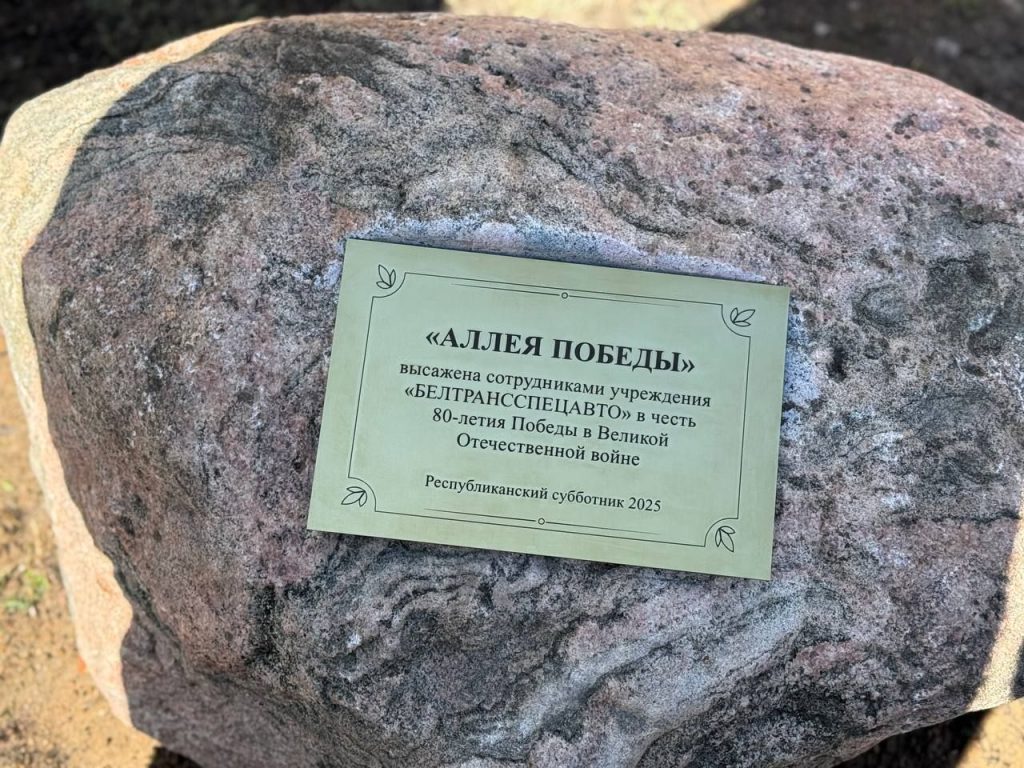 «АЛЛЕЯ ПОБЕДЫ»
высажена сотрудниками учреждения
«БЕЛТРАНССПЕЦАВТО» в честь
80-летия Победы в Великой
Отечественной войне
Республиканский субботник 2025